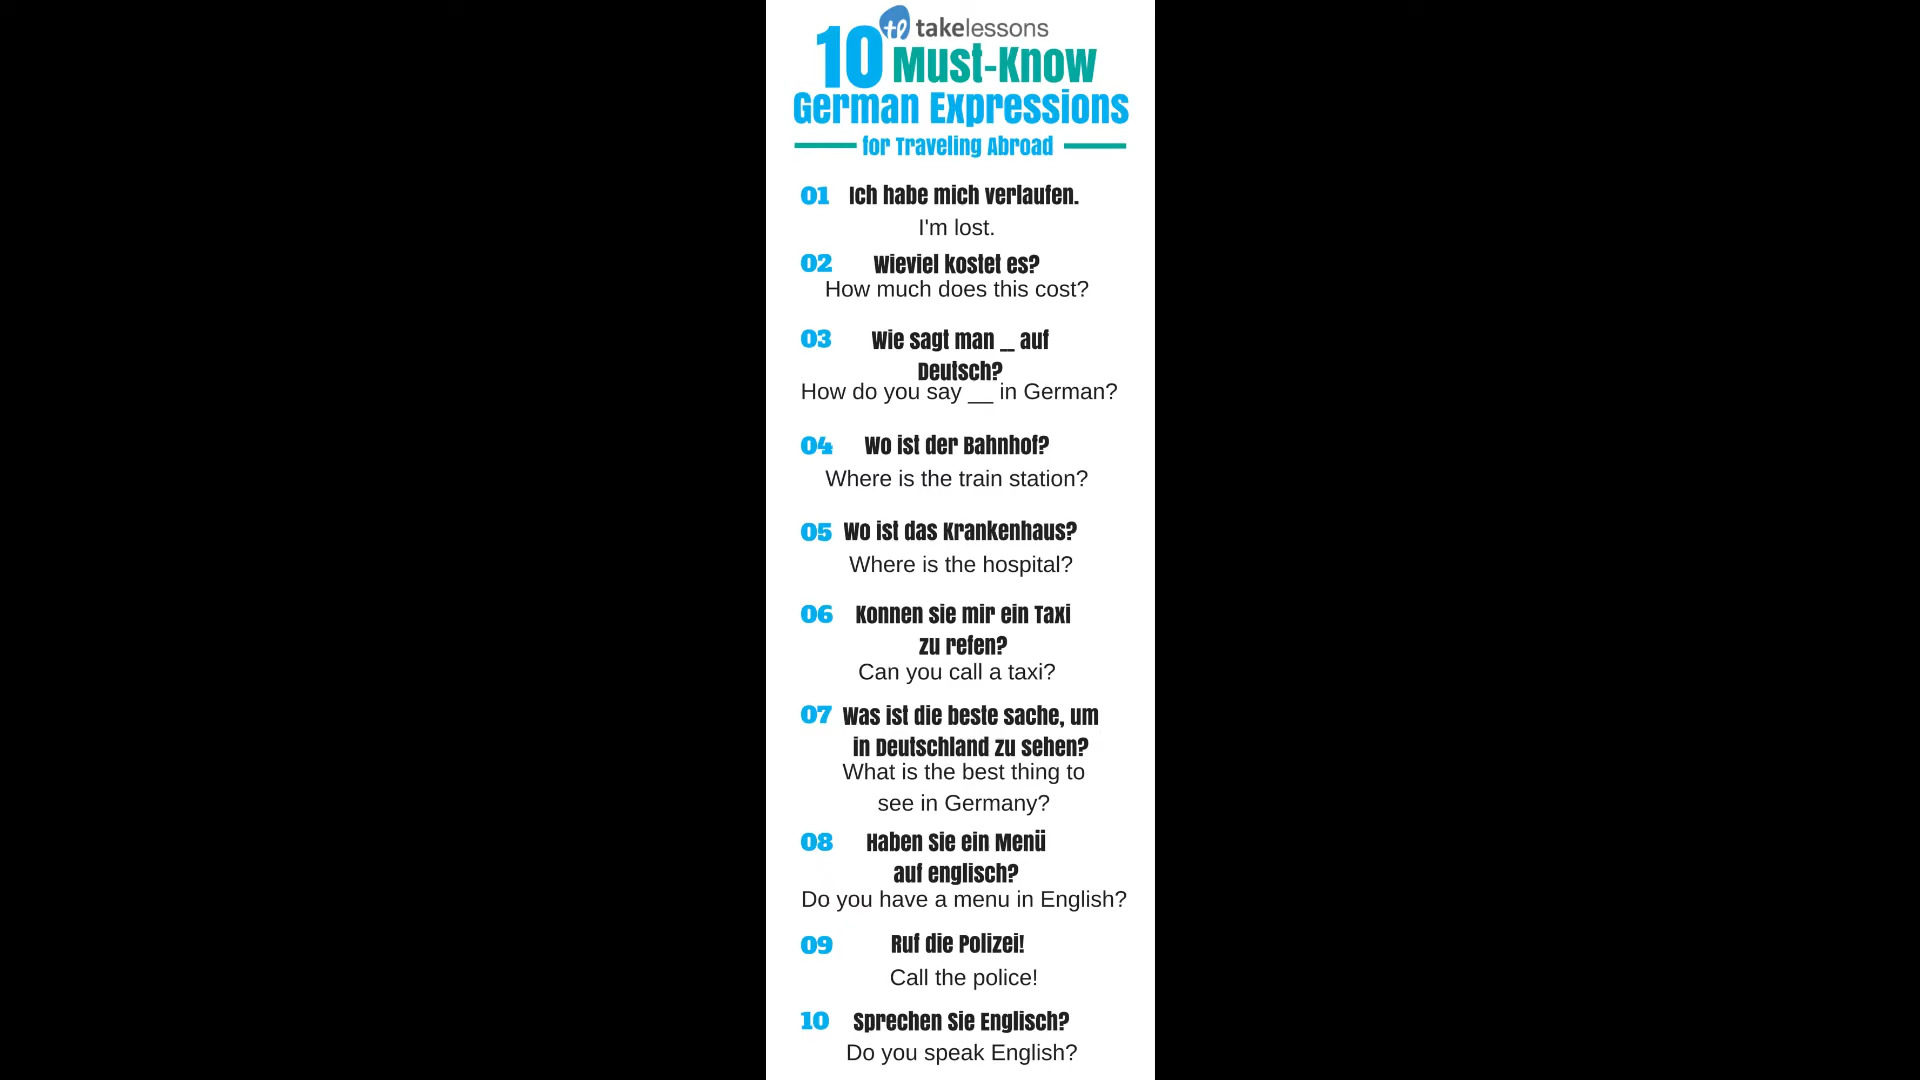 takelessons
10 Must-Know
German Expressions
for Traveling Abroad
01 Ich habe mich verlaufen.
I'm lost.
02 Wieviel kostet es?
How much does this cost?
03 Wie sagt man _ auf
Deutsch?
How do you say __ in German?
04 Wo ist der Bahnhof?
Where is the train station?
05 Wo ist das Krankenhaus?
Where is the hospital?
06 Konnen sie mir ein Taxi
zu refen?
Can you call a taxi?
07 Was ist die beste sache, um
in Deutschland zu sehen?
What is the best thing to
see in Germany?
08 Haben Sie ein Menü
auf englisch?
Do you have a menu in English?
09 Ruf die Polizei!
Call the police!
10 Sprechen Sie Englisch?
Do you speak English?